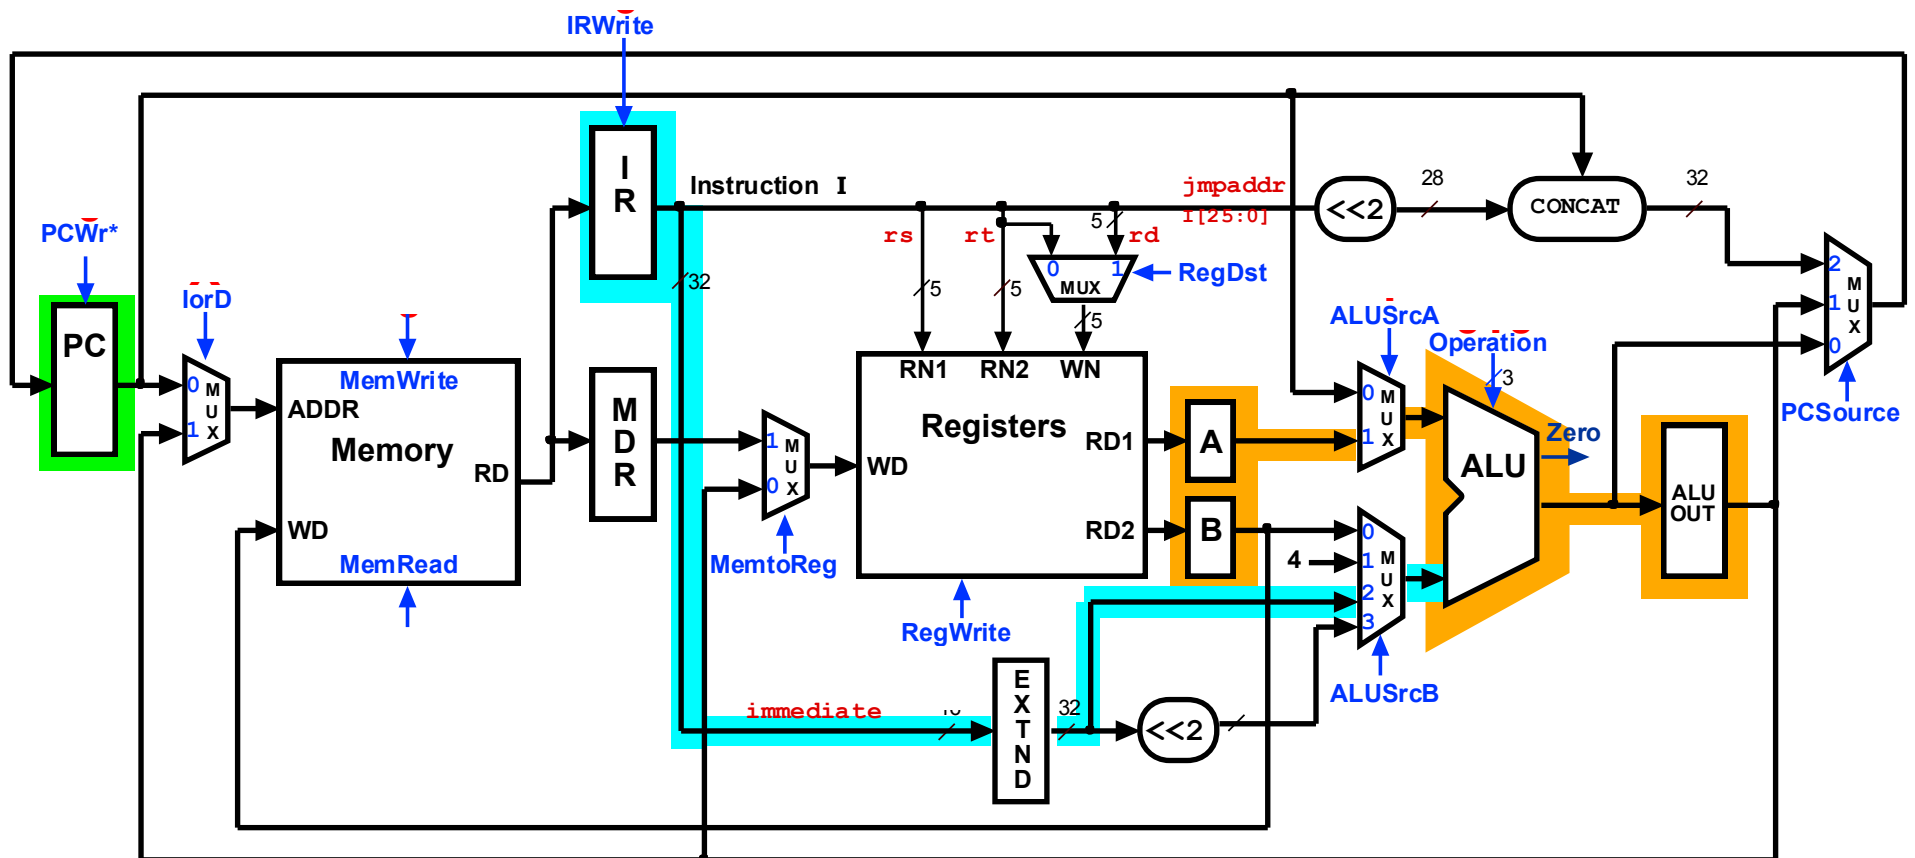 IRWrite
I
R
Instruction I
jmpaddr
I[25:0]
<<2
28
CONCAT
32
PCWr*
IorD
PC
rs
rt
5
rd
32
5
5
0
1
MUX
RegDst
5
2
1
0
M
U
X
PCSource
ALUSrcA
Operation
3
0
1
M
U
X
MemWrite
ADDR
Memory
RD
WD
MemRead
M
D
R
1
0
M
U
X
MemtoReg
RN1 RN2 WN
Registers
WD
RD1
RD2
RegWrite
A
B
0
1
M
U
X
4
0
1
2
3
M
U
X
ALUSrcB
ALU
Zero
ALU
OUT
immediate
E
X
T
N
D
32
<<2